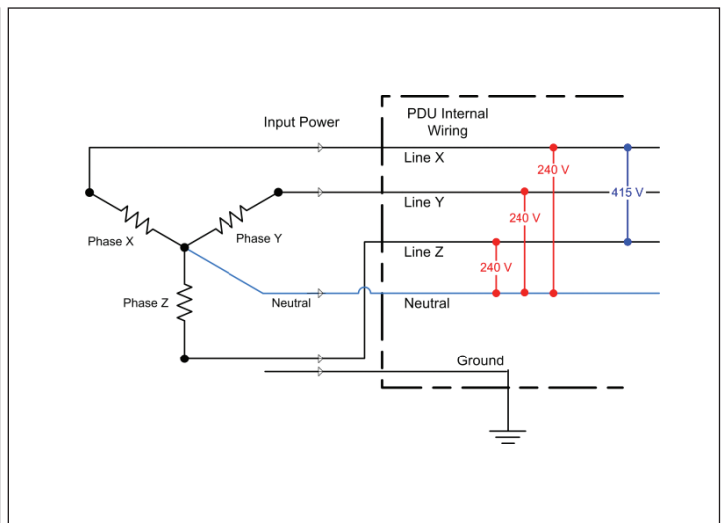 Input Power
PDU Internal
Wiring
Line X
240 V
Line Y
415 V
240 V
Phase X
Phase Y
Line Z
240 V
Phase Z
Neutral
Neutral
Ground